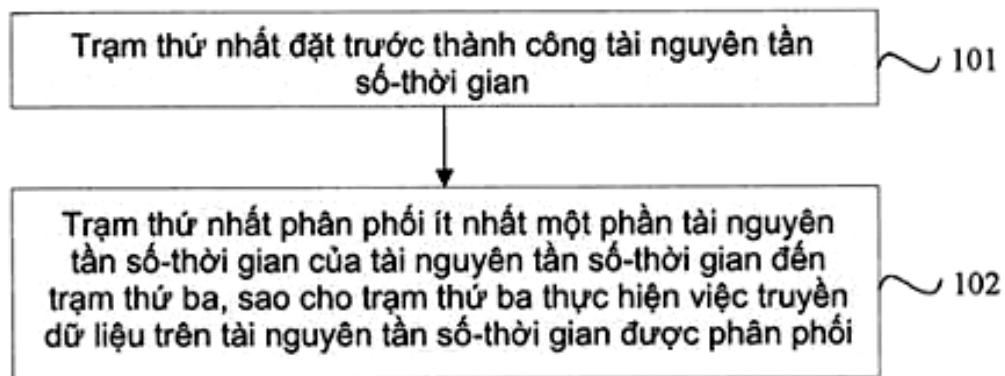 Trạm thứ nhất đặt trước thành công tài nguyên tần
số-thời gian
101
Trạm thứ nhất phân phối ít nhất một phần tài nguyên
tần số-thời gian của tài nguyên tần số-thời gian đến
trạm thứ ba, sao cho trạm thứ ba thực hiện việc truyền
dữ liệu trên tài nguyên tần số-thời gian được phân phối
102